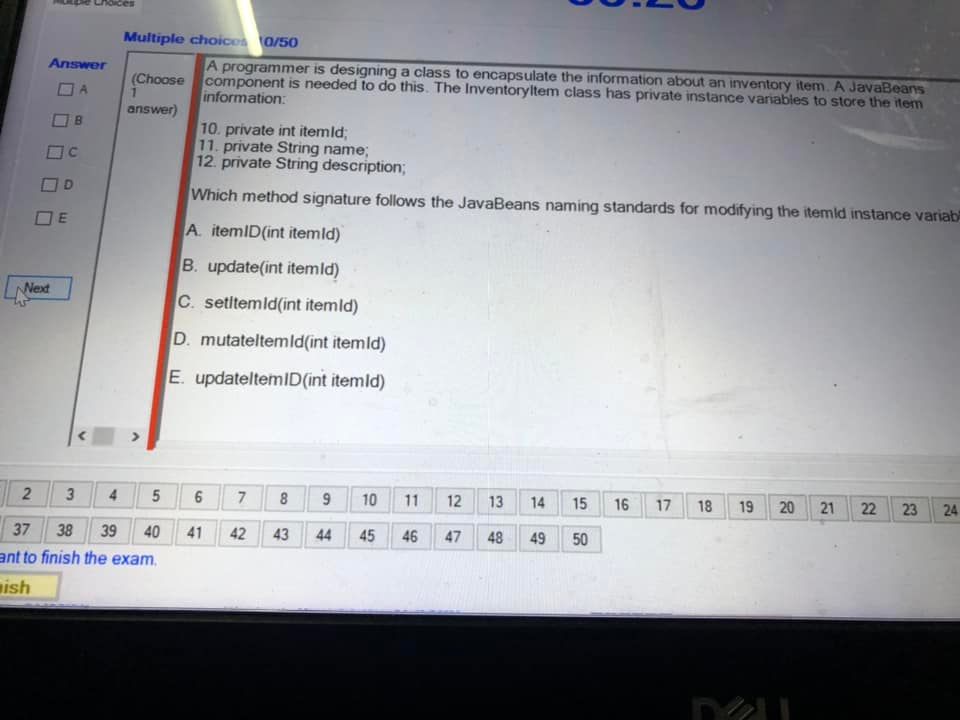 Multiple Choices
Multiple choices 10/50
Answer
A
B
C
D
E
Next
(Choose
1
answer)
A programmer is designing a class to encapsulate the information about an inventory item. A JavaBeans
component is needed to do this. The InventoryItem class has private instance variables to store the item
information:
10. private int itemId;
11. private String name;
12. private String description;
Which method signature follows the JavaBeans naming standards for modifying the itemId instance variab
A. itemID(int itemId)
B. update(int itemId)
C. setItemId(int itemId)
D. mutateItemId(int itemId)
E. updateItemID(int itemId)
< >
2 3 4 5 6 7 8 9 10 11 12 13 14 15 16 17 18 19 20 21 22 23 24
37 38 39 40 41 42 43 44 45 46 47 48 49 50
ant to finish the exam.
nish
DELL